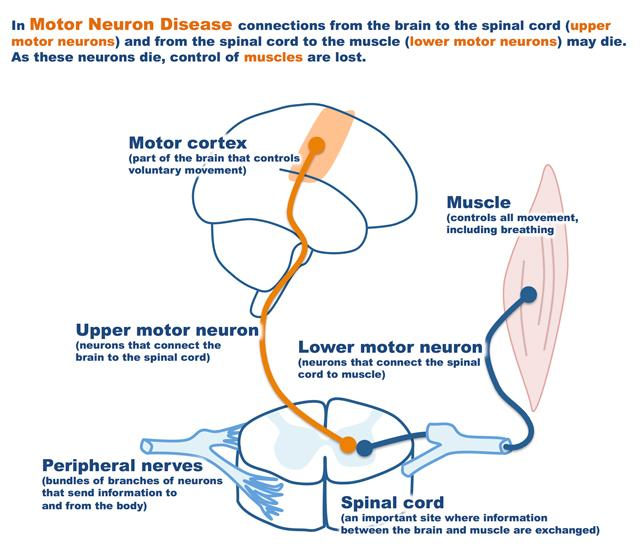 In Motor Neuron Disease connections from the brain to the spinal cord (upper
motor neurons) and from the spinal cord to the muscle (lower motor neurons) may die.
As these neurons die, control of muscles are lost.
Motor cortex
(part of the brain that controls
voluntary movement)
Muscle
(controls all movement,
including breathing
Upper motor neuron
(neurons that connect the
brain to the spinal cord)
Lower motor neuron
(neurons that connect the spinal
cord to muscle)
Peripheral nerves
(bundles of branches of neurons
that send information to
and from the body)
Spinal cord
(an important site where information
between the brain and muscle are exchanged)